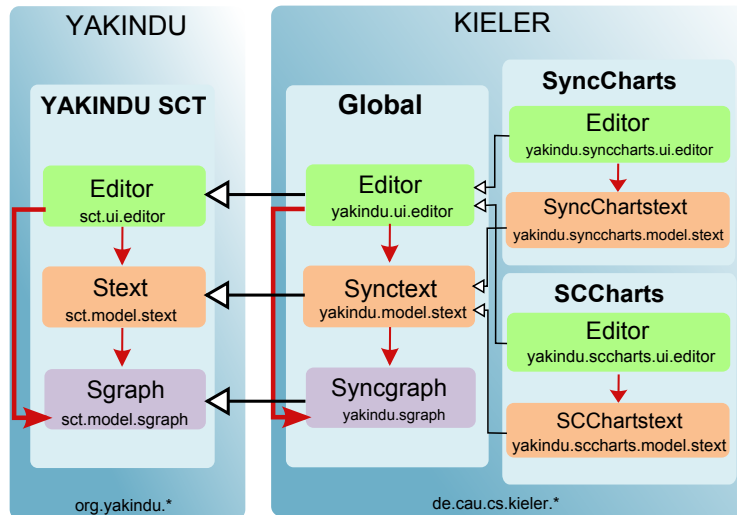 YAKINDU
YAKINDU SCT
Editor
sct.ui.editor
Stext
sct.model.stext
Sgraph
sct.model.sgraph
org.yakindu.*
KIELER
Global
Editor
yakindu.ui.editor
Synctext
yakindu.model.stext
Syncgraph
yakindu.sgraph
SyncCharts
Editor
yakindu.synccharts.ui.editor
SyncChartstext
yakindu.synccharts.model.stext
SCCharts
Editor
yakindu.sccharts.ui.editor
SCChartstext
yakindu.sccharts.model.stext
de.cau.cs.kieler.*